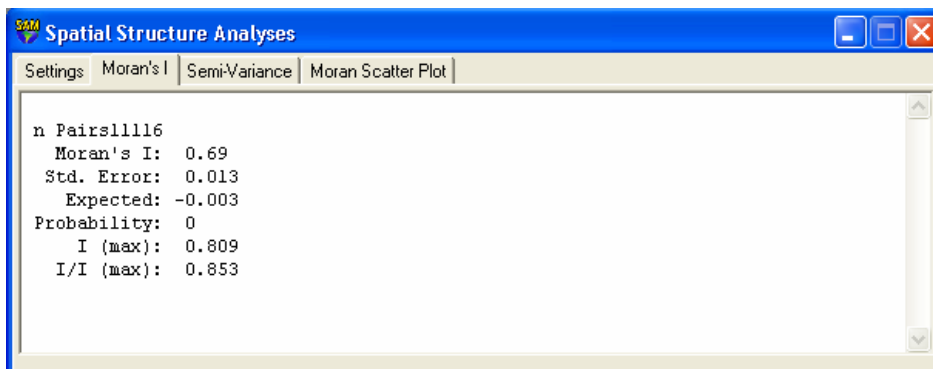 SAM Spatial Structure Analyses
Settings Moran's I Semi-Variance Moran Scatter Plot
n Pairs11116
Moran's I: 0.69
Std. Error: 0.013
Expected: -0.003
Probability: 0
I (max): 0.809
I/I (max): 0.853